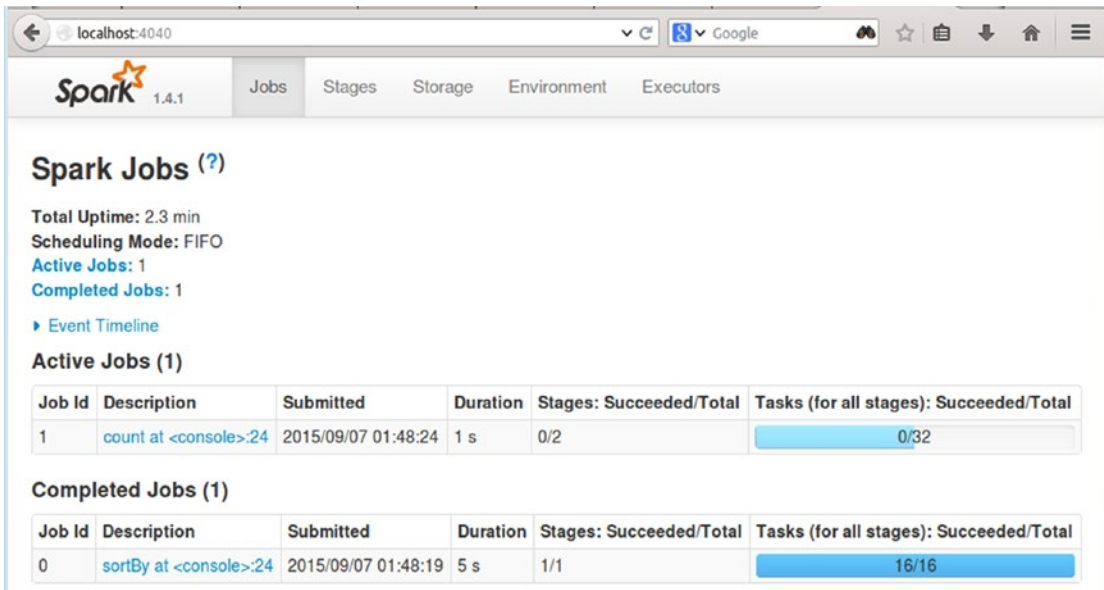 localhost:4040
Google
Spark 1.4.1 Jobs Stages Storage Environment Executors
Spark Jobs (?)
Total Uptime: 2.3 min
Scheduling Mode: FIFO
Active Jobs: 1
Completed Jobs: 1
Event Timeline
Active Jobs (1)
Job Id Description Submitted Duration Stages: Succeeded/Total Tasks (for all stages): Succeeded/Total
1 count at <console>:24 2015/09/07 01:48:24 1 s 0/2 0/32
Completed Jobs (1)
Job Id Description Submitted Duration Stages: Succeeded/Total Tasks (for all stages): Succeeded/Total
0 sortBy at <console>:24 2015/09/07 01:48:19 5 s 1/1 16/16